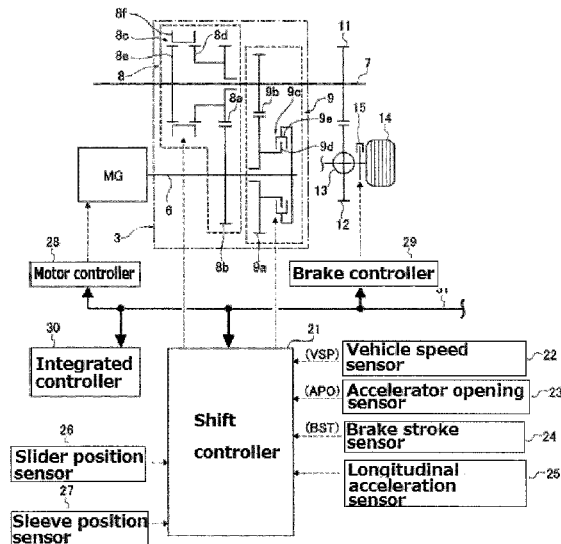 8f
8c
8e
8
8d
8a
9b
9c
9
9e
9d
11
7
15
14
13
12
MG
6
3
8b
9a
28
Motor controller
29
Brake controller
31
30
Integrated controller
21
Shift controller
(VSP)
Vehicle speed sensor
22
(APO)
Accelerator opening sensor
23
(BST)
Brake stroke sensor
24
Longitudinal acceleration sensor
25
26
Slider position sensor
27
Sleeve position sensor